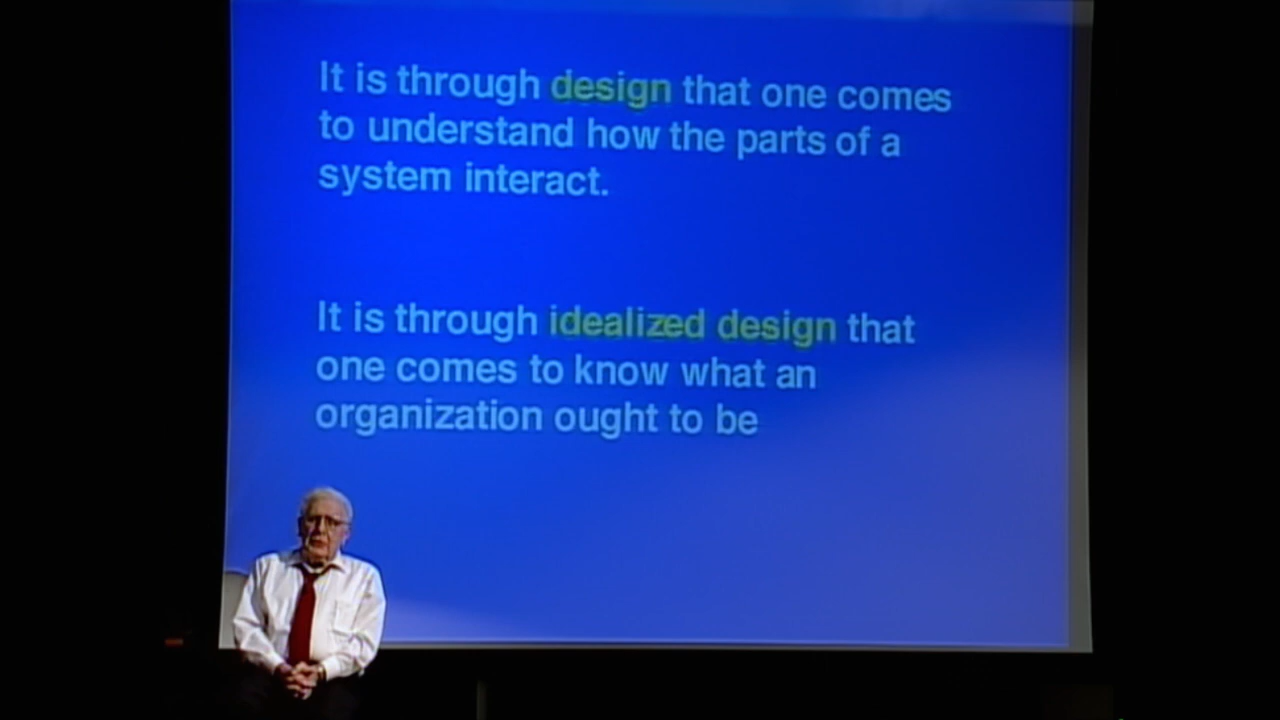 It is through design that one comes
to understand how the parts of a
system interact.
It is through idealized design that
one comes to know what an
organization ought to be